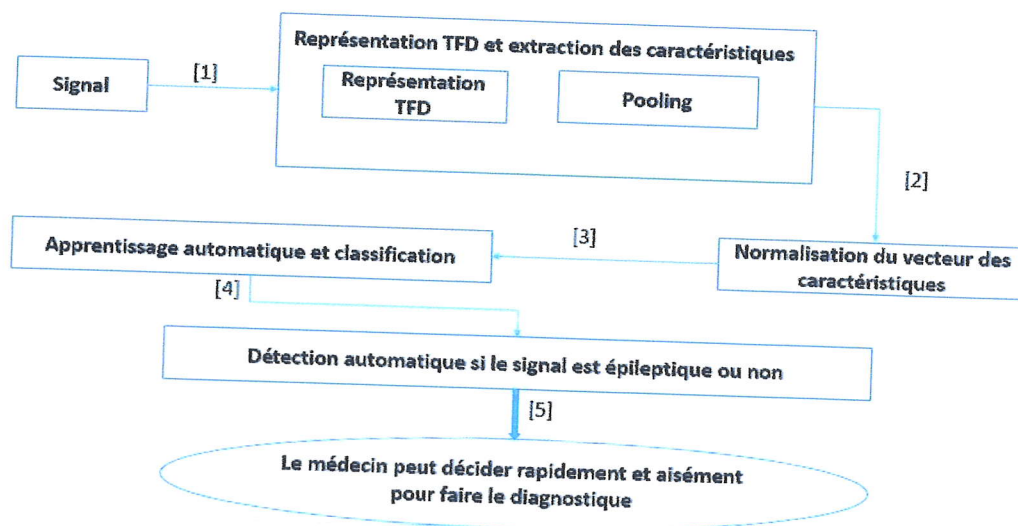 Représentation TFD et extraction des caractéristiques
Signal
[1]
Représentation
TFD
Pooling
[2]
Apprentissage automatique et classification
[3]
Normalisation du vecteur des
caractéristiques
[4]
Détection automatique si le signal est épileptique ou non
[5]
Le médecin peut décider rapidement et aisément
pour faire le diagnostique